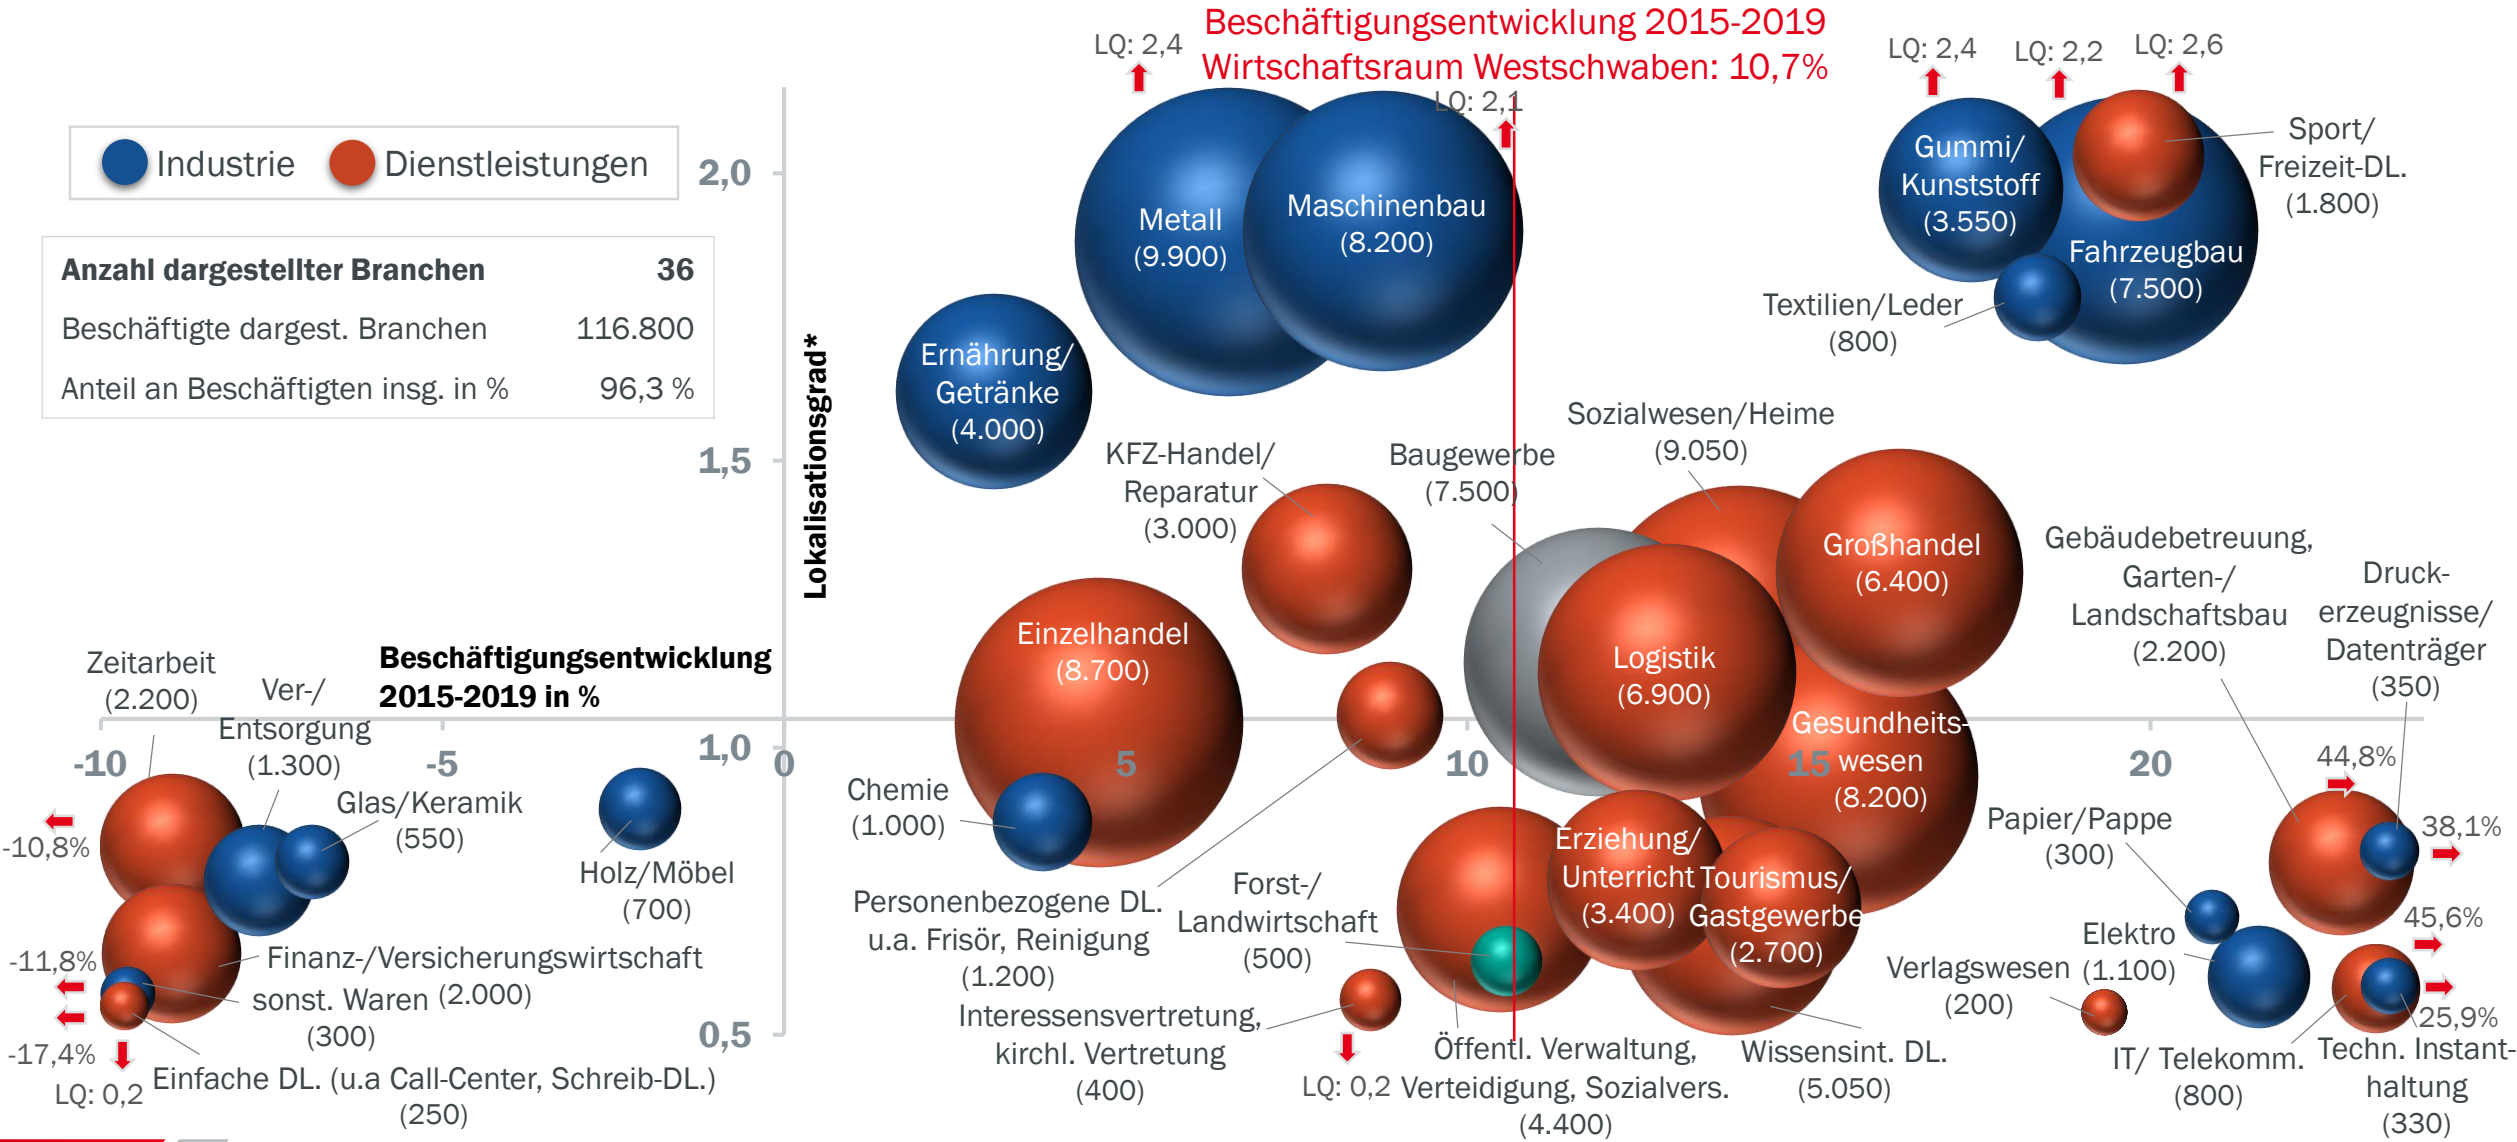 Beschäftigungsentwicklung 2015-2019
Wirtschaftsraum Westschwaben: 10,7%
LQ: 2,4
LQ: 2,1
LQ: 2,4
LQ: 2,2
LQ: 2,6
Industrie
Dienstleistungen
Anzahl dargestellter Branchen 36
Beschäftigte dargest. Branchen 116.800
Anteil an Beschäftigten insg. in % 96,3 %
2,0
1,5
1,0
0,5
Lokalisationsgrad*
Beschäftigungsentwicklung
2015-2019 in %
-10
-5
0
5
10
15
20
Metall
(9.900)
Maschinenbau
(8.200)
Gummi/
Kunststoff
(3.550)
Sport/
Freizeit-DL.
(1.800)
Fahrzeugbau
(7.500)
Textilien/Leder
(800)
Ernährung/
Getränke
(4.000)
KFZ-Handel/
Reparatur
(3.000)
Baugewerbe
(7.500)
Sozialwesen/Heime
(9.050)
Großhandel
(6.400)
Gebäudebetreuung,
Garten-/
Landschaftsbau
(2.200)
Druck-
erzeugnisse/
Datenträger
(350)
Einzelhandel
(8.700)
Logistik
(6.900)
Gesundheits-
wesen
(8.200)
Zeitarbeit
(2.200)
Ver-/
Entsorgung
(1.300)
Glas/Keramik
(550)
Holz/Möbel
(700)
Chemie
(1.000)
Personenbezogene DL.
u.a. Frisör, Reinigung
(1.200)
Forst-/
Landwirtschaft
(500)
Erziehung/
Unterricht
(3.400)
Tourismus/
Gastgewerbe
(2.700)
Papier/Pappe
(300)
44,8%
38,1%
45,6%
25,9%
Elektro
(1.100)
Verlagswesen
(200)
IT/ Telekomm.
(800)
Techn. Instant-
haltung
(330)
-10,8%
-11,8%
-17,4%
LQ: 0,2
Finanz-/Versicherungswirtschaft
(2.000)
sonst. Waren
(300)
Einfache DL. (u.a Call-Center, Schreib-DL.)
(250)
Interessensvertretung,
kirchl. Vertretung
(400)
LQ: 0,2
Öffentl. Verwaltung,
Verteidigung, Sozialvers.
(4.400)
Wissensint. DL.
(5.050)